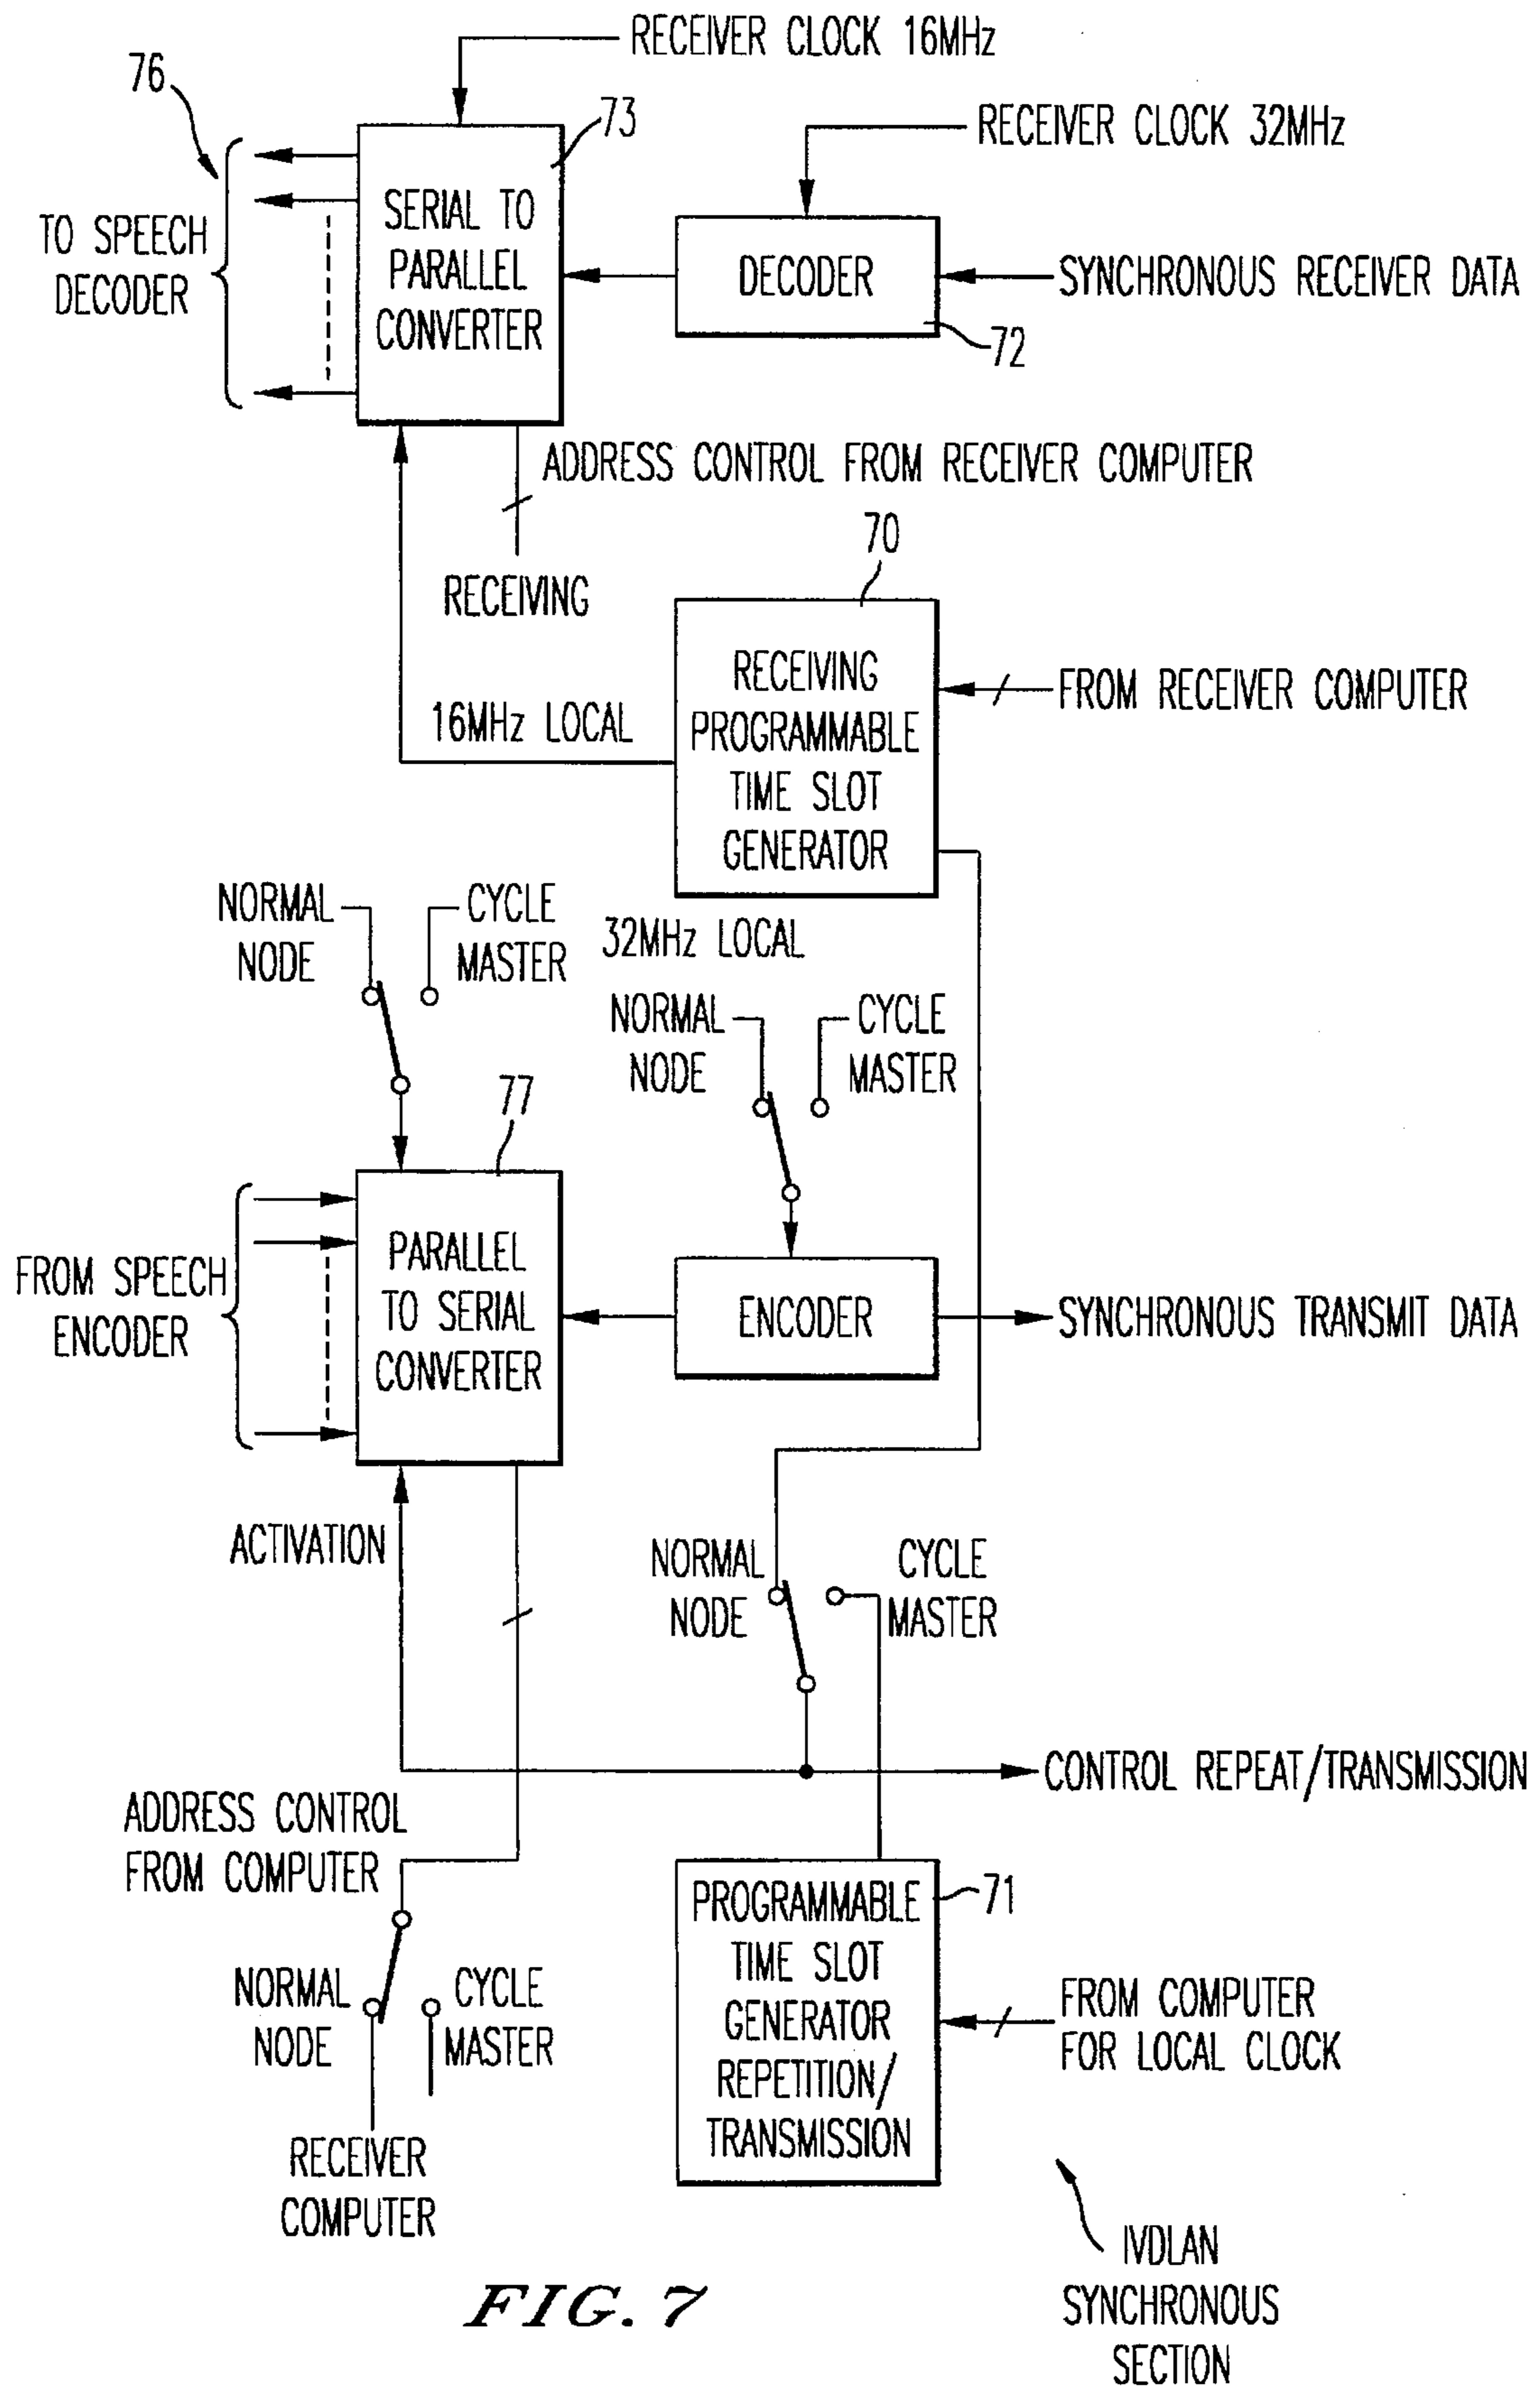 RECEIVER CLOCK 16MHz
76
73
RECEIVER CLOCK 32MHz
TO SPEECH
DECODER
SERIAL TO
PARALLEL
CONVERTER
DECODER
SYNCHRONOUS RECEIVER DATA
72
ADDRESS CONTROL FROM RECEIVER COMPUTER
RECEIVING
70
RECEIVING
PROGRAMMABLE
TIME SLOT
GENERATOR
FROM RECEIVER COMPUTER
16MHz LOCAL
NORMAL
NODE
CYCLE
MASTER
32MHz LOCAL
NORMAL
NODE
CYCLE
MASTER
77
FROM SPEECH
ENCODER
PARALLEL
TO SERIAL
CONVERTER
ENCODER
SYNCHRONOUS TRANSMIT DATA
ACTIVATION
NORMAL
NODE
CYCLE
MASTER
CONTROL REPEAT/TRANSMISSION
ADDRESS CONTROL
FROM COMPUTER
NORMAL
NODE
CYCLE
MASTER
RECEIVER
COMPUTER
PROGRAMMABLE
TIME SLOT
GENERATOR
REPETITION/
TRANSMISSION
71
FROM COMPUTER
FOR LOCAL CLOCK
IVDLAN
SYNCHRONOUS
SECTION
FIG. 7